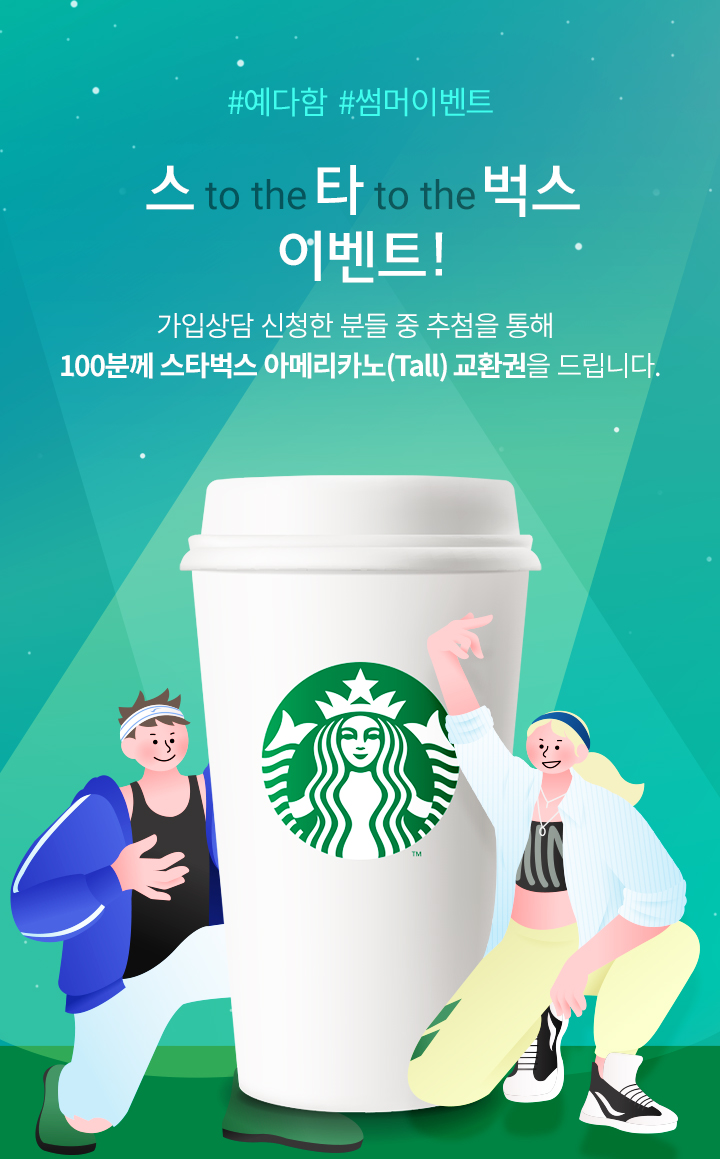 #예다함 #썸머이벤트
스 to the 타 to the 벅스
이벤트!
가입상담 신청한 분들 중 추첨을 통해
100분께 스타벅스 아메리카노(Tall) 교환권을 드립니다.
TM